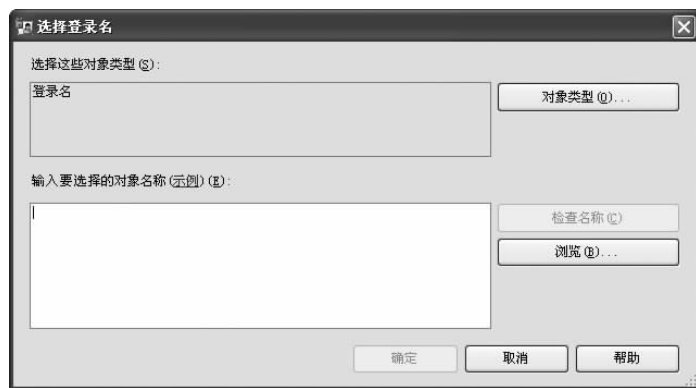 选择登录名
选择这些对象类型(S):
登录名
对象类型(O)...
输入要选择的对象名称(示例)(E):
检查名称(C)
浏览(B)...
确定
取消
帮助